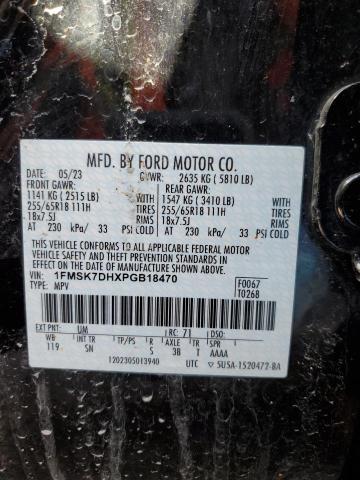 MFD. BY FORD MOTOR CO.
DATE: 05/23 GVWR: 2635 KG (5810 LB)
FRONT GAWR: REAR GAWR:
1141 KG (2515 LB) 1547 KG (3410 LB)
255/65R18 111H TIRES 255/65R18 111H
18x7.5J RIMS 18x7.5J
AT 230 kPa/ 33 PSI COLD AT 230 kPa/ 33 PSI COLD
THIS VEHICLE CONFORMS TO ALL APPLICABLE FEDERAL MOTOR
VEHICLE SAFETY AND THEFT PREVENTION STANDARDS IN EFFECT ON
THE DATE OF MANUFACTURE SHOWN ABOVE.
VIN: 1FMSK7DHXPGB18470 F0067
TYPE: MPV T0268
EXT PNT: UM RC: 71 DSO:
WB INT TR TP/PS R AXLE TR SPR
119 SN S 3B T AAAA
1202305013940 UTC 5U5A-1520472-BA